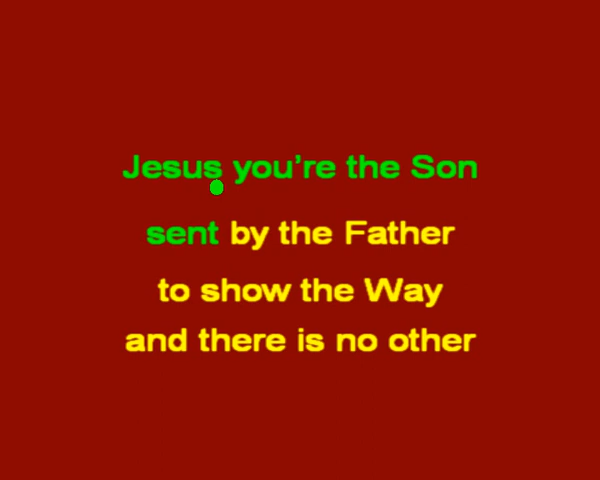 Jesus you’re the Son
sent by the Father
to show the Way
and there is no other